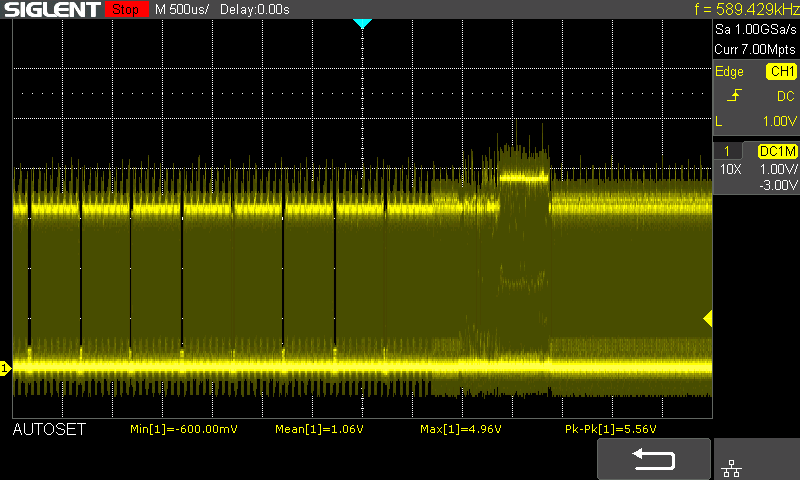 SIGLENT Stop M 500us/ Delay:0.00s f = 589.429kHz
Sa 1.00GSa/s
Curr 7.00Mpts
Edge CH1
DC
L 1.00V
1 DC1M
10X 1.00V/
-3.00V
1
AUTOSET Min[1]=-600.00mV Mean[1]=1.06V Max[1]=4.96V Pk-Pk[1]=5.56V